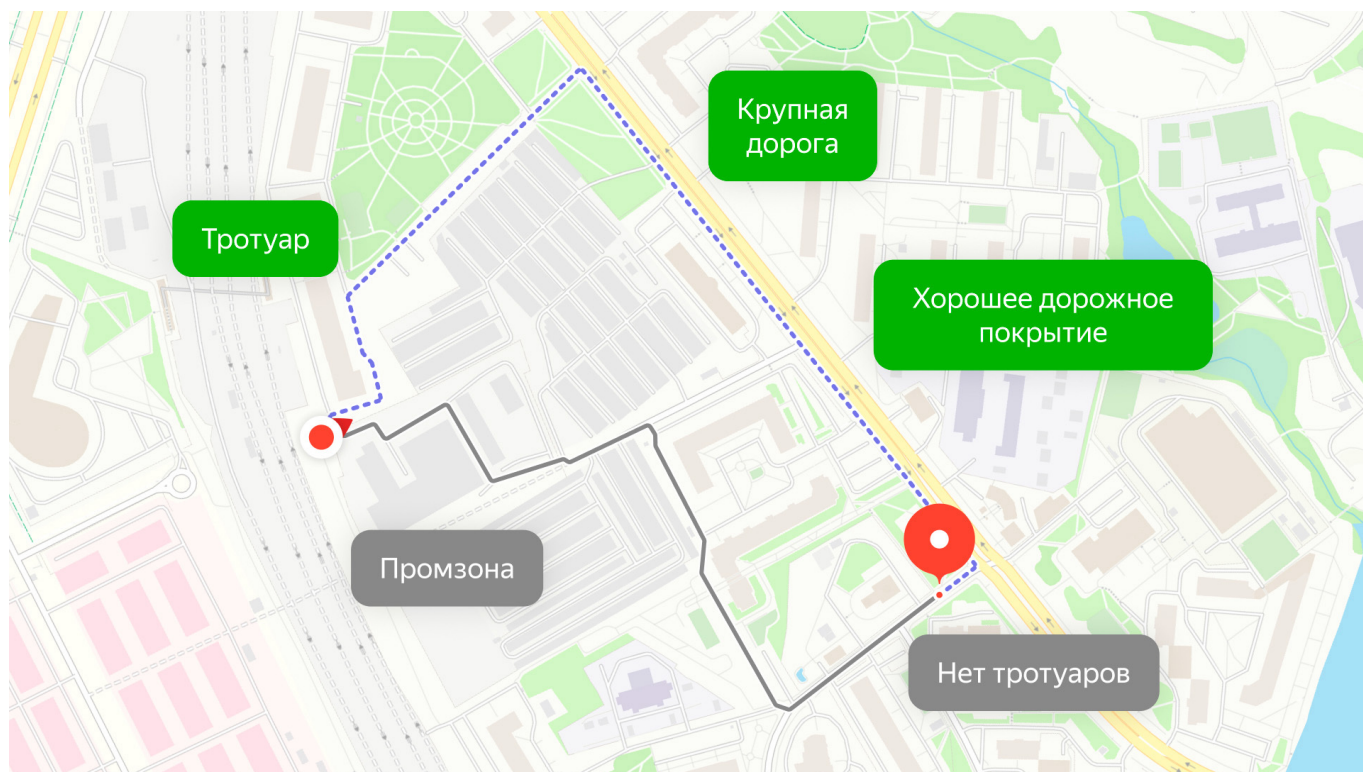 Крупная
дорога
Тротуар
Хорошее дорожное
покрытие
Промзона
Нет тротуаров